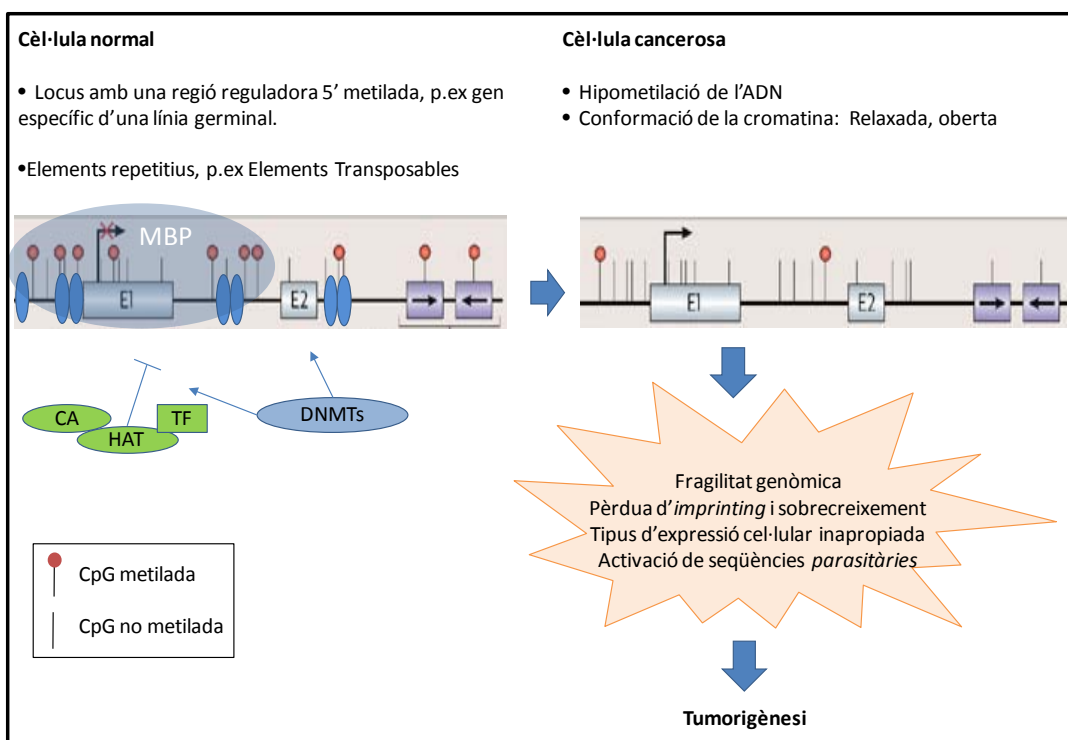 Cèl·lula normal
• Locus amb una regió reguladora 5’ metilada, p.ex gen
específic d’una línia germinal.
•Elements repetitius, p.ex Elements Transposables
MBP
E1
E2
CA
HAT
TF
DNMTs
CpG metilada
CpG no metilada
Cèl·lula cancerosa
• Hipometilació de l’ADN
• Conformació de la cromatina: Relaxada, oberta
E1
E2
Fragilitat genòmica
Pèrdua d’imprinting i sobrecreixement
Tipus d’expressió cel·lular inapropiada
Activació de seqüències parasitàries
Tumorigènesi